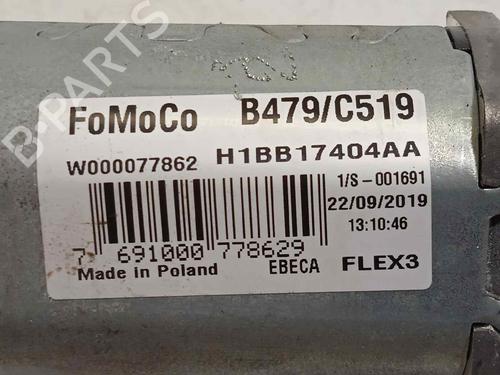 FoMoCo B479/C519
W000077862 H1BB17404AA
1/S-001691
22/09/2019
13:10:46
7 691000 778629
Made in Poland EBECA FLEX3
B-PARTS